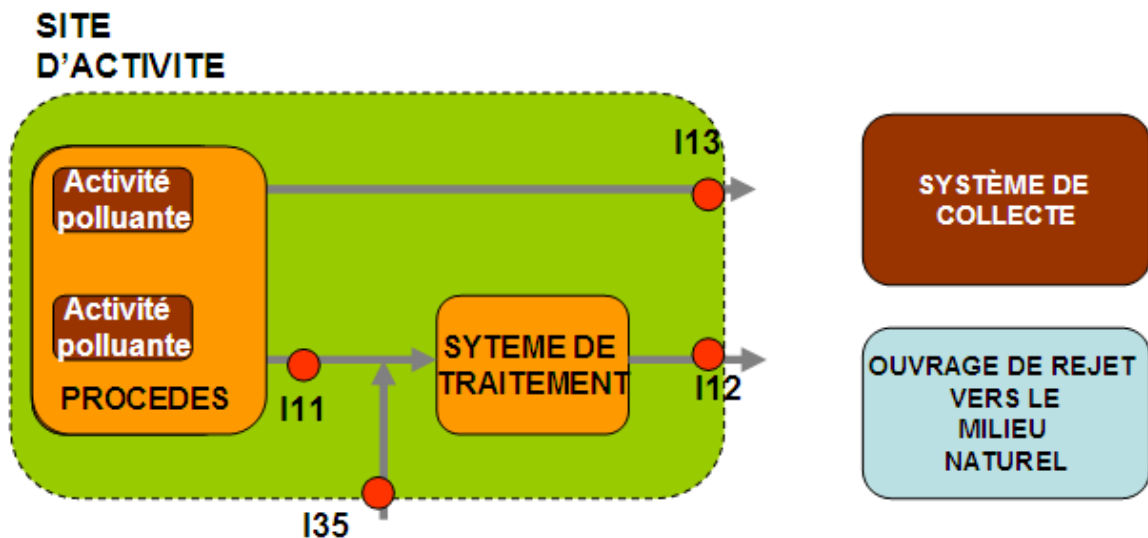 SITE
D'ACTIVITE
I13
Activité
polluante
SYSTÈME DE
COLLECTE
Activité
polluante
PROCEDES
I11
SYTEME DE
TRAITEMENT
I12
OUVRAGE DE REJET
VERS LE
MILIEU
NATUREL
I35